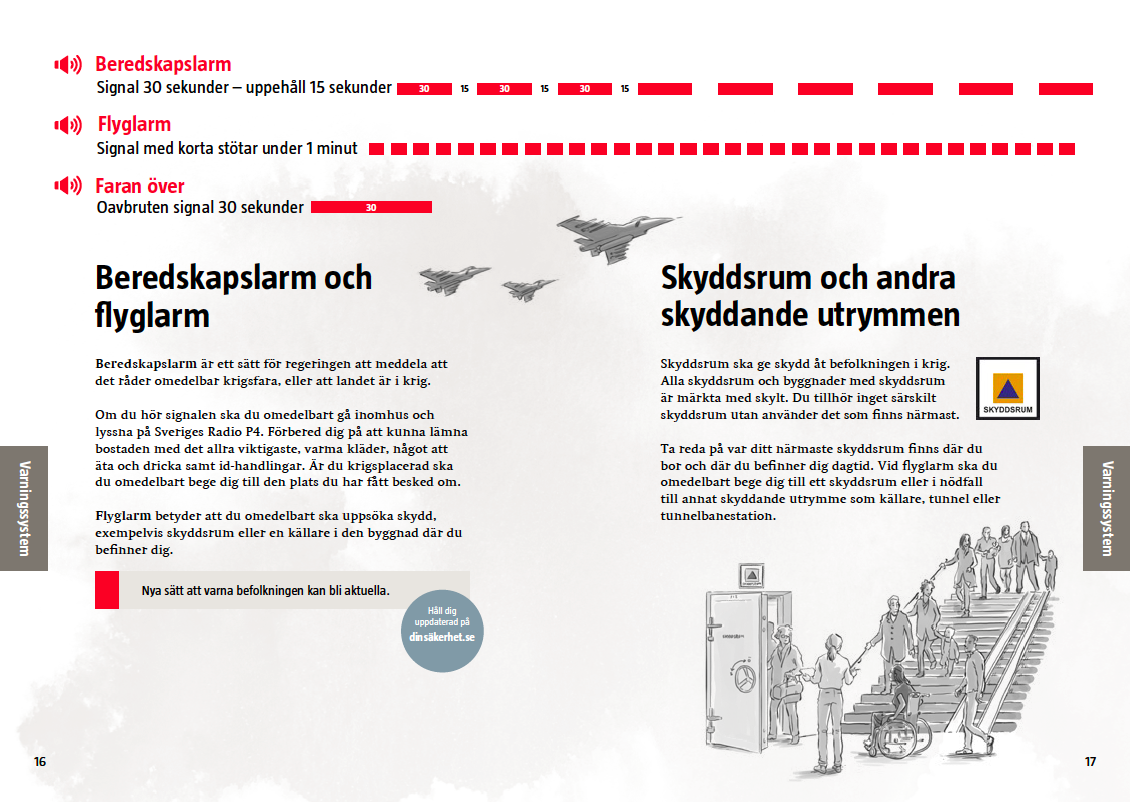 Beredskapslarm
Signal 30 sekunder – uppehåll 15 sekunder 30 15 30 15 30 15
Flyglarm
Signal med korta stötar under 1 minut
Faran över
Oavbruten signal 30 sekunder 30
Beredskapslarm och
flyglarm
Beredskapslarm är ett sätt för regeringen att meddela att
det råder omedelbar krigsfara, eller att landet är i krig.
Om du hör signalen ska du omedelbart gå inomhus och
lyssna på Sveriges Radio P4. Förbered dig på att kunna lämna
bostaden med det allra viktigaste, varma kläder, något att
äta och dricka samt id-handlingar. Är du krigsplacerad ska
du omedelbart bege dig till den plats du har fått besked om.
Flyglarm betyder att du omedelbart ska uppsöka skydd,
exempelvis skyddsrum eller en källare i den byggnad där du
befinner dig.
Nya sätt att varna befolkningen kan bli aktuella.
Håll dig
uppdaterad på
dinsäkerhet.se
Varningssystem
16
Skyddsrum och andra
skyddande utrymmen
Skyddsrum ska ge skydd åt befolkningen i krig.
Alla skyddsrum och byggnader med skyddsrum
är märkta med skylt. Du tillhör inget särskilt
skyddsrum utan använder det som finns närmast.
SKYDDSRUM
Ta reda på var ditt närmaste skyddsrum finns där du
bor och där du befinner dig dagtid. Vid flyglarm ska du
omedelbart bege dig till ett skyddsrum eller i nödfall
till annat skyddande utrymme som källare, tunnel eller
tunnelbanestation.
Varningssystem
17